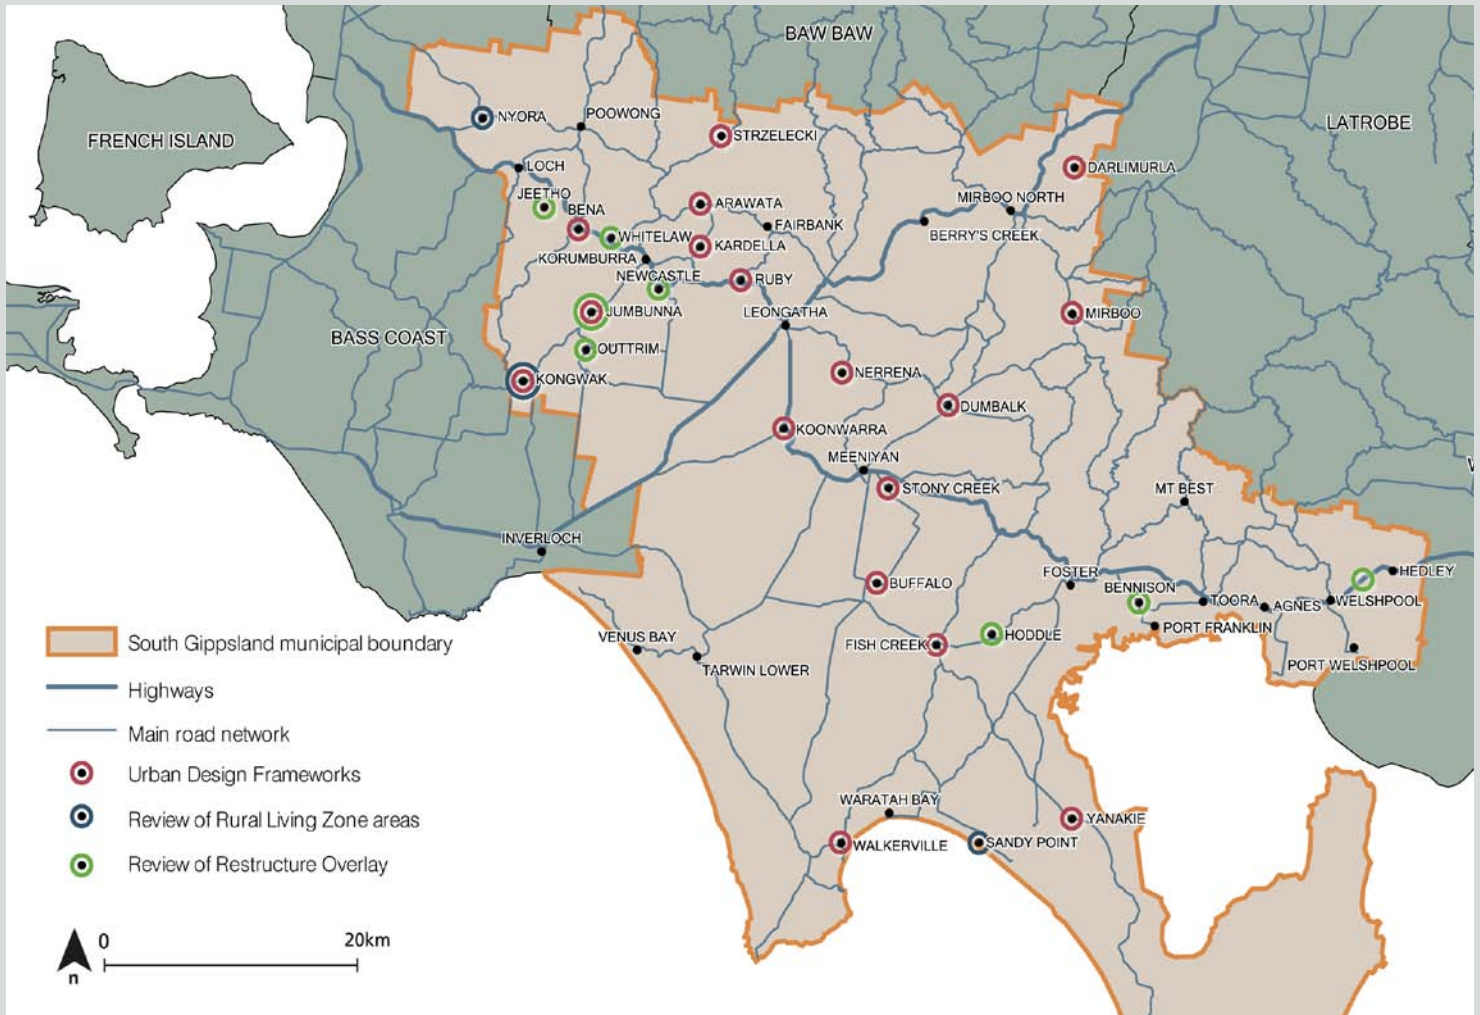 BAW BAW
FRENCH ISLAND
NYORA
POOWONG
STRZELECKI
LATROBE
LOCH
DARLIMURLA
JEETHO
MIRBOO NORTH
BENA
ARAWATA
FAIRBANK
WHITELAW
KARDELLA
BERRY'S CREEK
KORUMBURRA
NEWCASTLE
RUBY
JUMBUNNA
LEONGATHA
MIRBOO
BASS COAST
OUTTRIM
KONGWAK
NERRENA
DUMBALK
KOONWARRA
MEENIYAN
STONY CREEK
MT BEST
INVERLOCH
FOSTER
BENNISON
HEDLEY
BUFFALO
TOORA
AGNES
WELSHPOOL
PORT FRANKLIN
VENUS BAY
FISH CREEK
HODDLE
TARWIN LOWER
PORT WELSHPOOL
WARATAH BAY
YANAKIE
WALKERVILLE
SANDY POINT
South Gippsland municipal boundary
Highways
Main road network
Urban Design Frameworks
Review of Rural Living Zone areas
Review of Restructure Overlay
0 20km
n